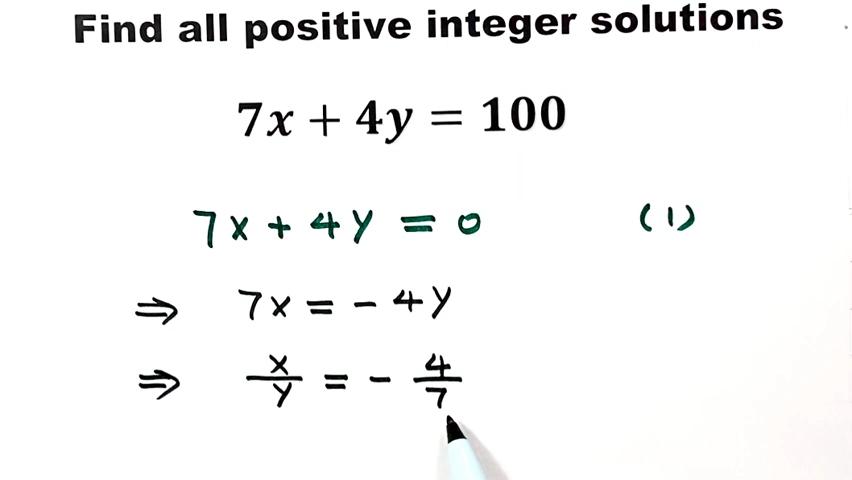 Find all positive integer solutions
7x + 4y = 100
7x + 4y = 0 (1)
⇒ 7x = - 4y
⇒ x/y = - 4/7